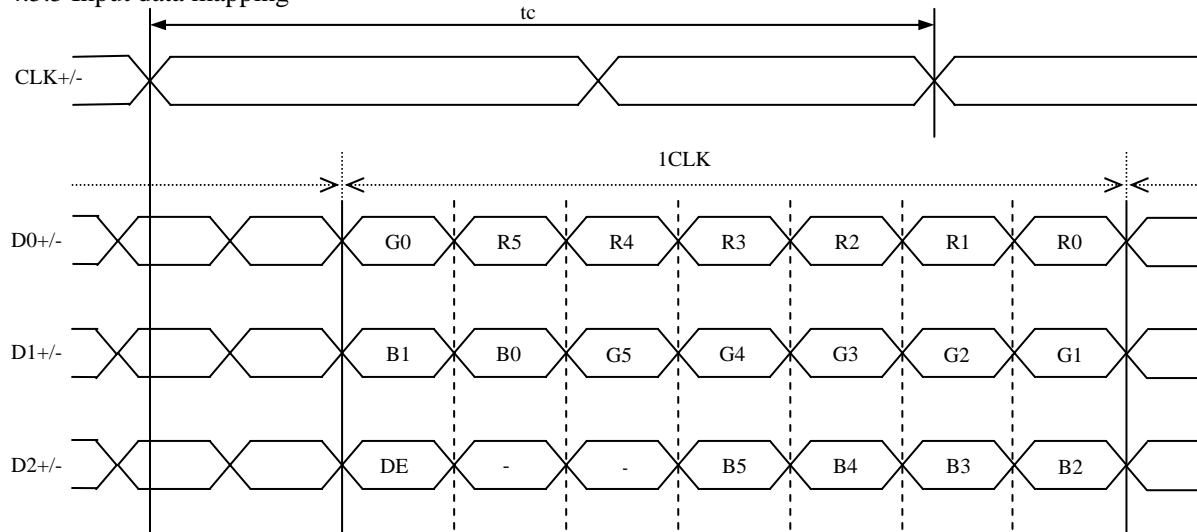 tc
CLK+/-
1CLK
D0+/- G0 R5 R4 R3 R2 R1 R0
D1+/- B1 B0 G5 G4 G3 G2 G1
D2+/- DE - - B5 B4 B3 B2